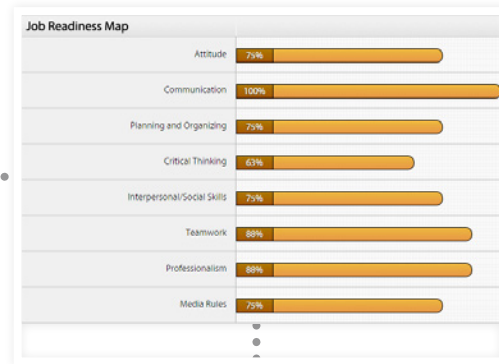 Job Readiness Map
Attitude 75%
Communication 100%
Planning and Organizing 75%
Critical Thinking 63%
Interpersonal/Social Skills 75%
Teamwork 88%
Professionalism 88%
Media Rules 75%